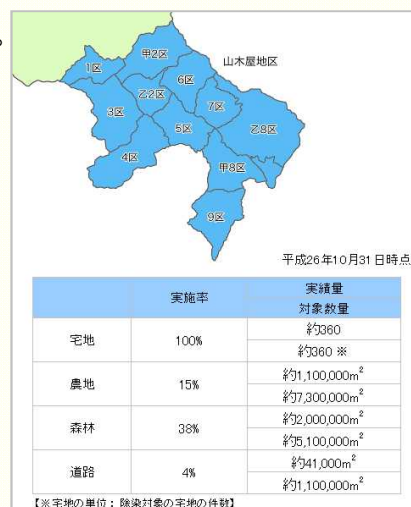 甲2区
山木屋地区
1区
6区
乙2区
7区
3区
5区
乙8区
4区
甲8区
9区
平成26年10月31日時点
実施率 実績量
対象数量
宅地 100% 約360
約360 ※
農地 15% 約1,100,000m²
約7,300,000m²
森林 38% 約2,000,000m²
約5,100,000m²
道路 4% 約41,000m²
約1,100,000m²
【※宅地の単位：除染対象の宅地の件数】